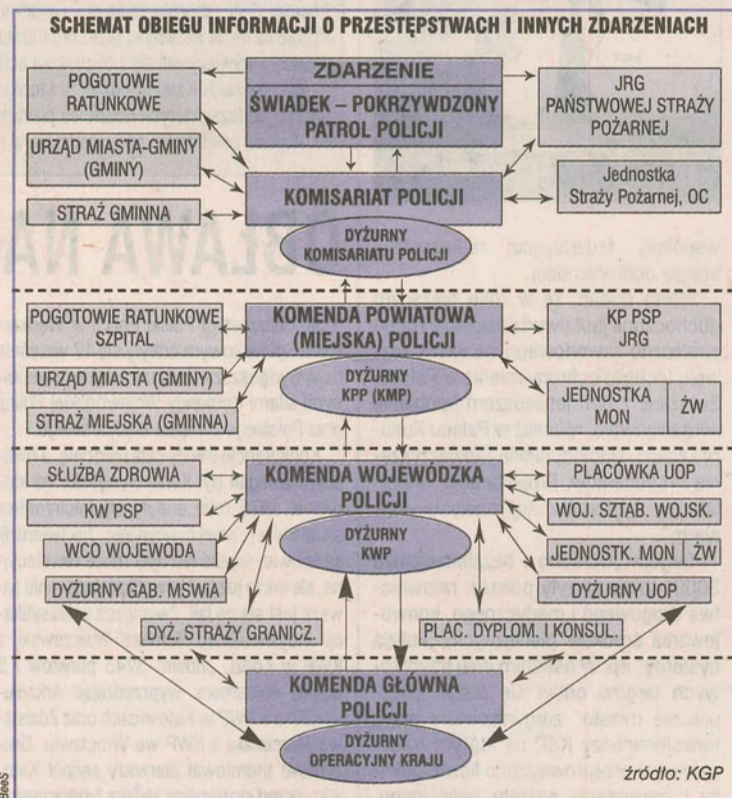 SCHEMAT OBIEGU INFORMACJI O PRZESTĘPSTWACH I INNYCH ZDARZENIACH
POGOTOWIE
RATUNKOWE
URZĄD MIASTA-GMINY
(GMINY)
STRAŻ GMINNA
ZDARZENIE
ŚWIADEK – POKRZYWDZONY
PATROL POLICJI
KOMISARIAT POLICJI
DYŻURNY
KOMISARIATU POLICJI
JRG
PAŃSTWOWEJ STRAŻY
POŻARNEJ
Jednostka
Straży Pożarnej, OC
POGOTOWIE RATUNKOWE
SZPITAL
URZĄD MIASTA (GMINY)
STRAŻ MIEJSKA (GMINNA)
KOMENDA POWIATOWA
(MIEJSKA) POLICJI
DYŻURNY
KPP (KMP)
KP PSP
JRG
JEDNOSTKA
MON
ŻW
SŁUŻBA ZDROWIA
KW PSP
WCO WOJEWODA
DYŻURNY GAB. MSWiA
DYŻ. STRAŻY GRANICZ.
KOMENDA WOJEWÓDZKA
POLICJI
DYŻURNY
KWP
PLACÓWKA UOP
WOJ. SZTAB. WOJSK.
JEDNOSTK. MON ŻW
DYŻURNY UOP
PLAC. DYPLOM. I KONSUL.
KOMENDA GŁÓWNA
POLICJI
DYŻURNY
OPERACYJNY KRAJU
źródło: KGP
BeeS